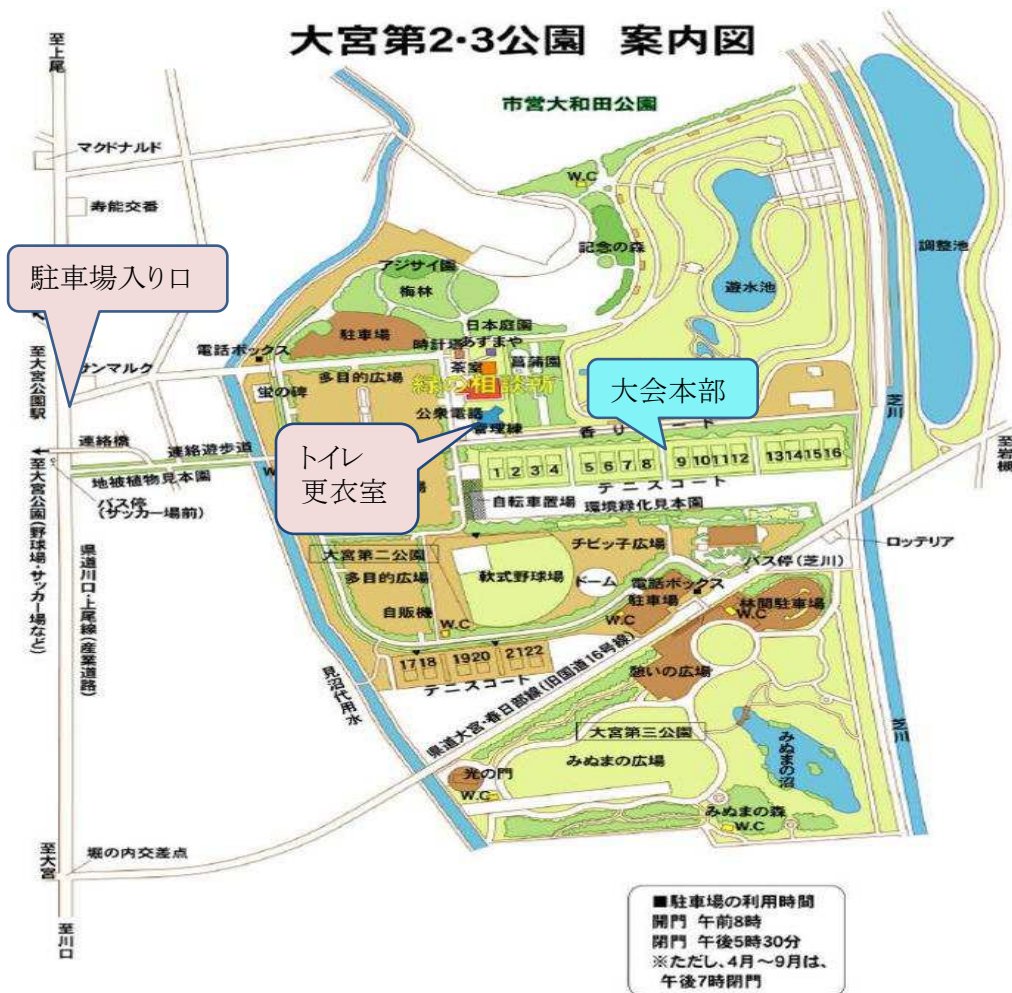 大宮第2・3公園 案内図
至上尾
市営大和田公園
マクドナルド
寿能交番
W.C
記念の森
調整池
遊水池
駐車場入り口
アジサイ園
梅林
駐車場
日本庭園
時計塔
あずまや
電話ボックス
サンマルク
至大宮公園駅
茶室
菖蒲園
多目的広場
緑の相談所
蛍の碑
大会本部
公衆電話
管理棟
香りロード
芝川
至岩槻
連絡橋
連絡遊歩道
地被植物見本園
トイレ
更衣室
1 2 3 4
5 6 7 8
9 10 11 12
13 14 15 16
テニスコート
バス停
(サッカー場前)
至大宮公園(野球場・サッカー場など)
自転車置場
環境緑化見本園
ロッテリア
大宮第二公園
チビッ子広場
バス停(芝川)
多目的広場
軟式野球場
ドーム
電話ボックス
駐車場
林間駐車場
自販機
W.C
W.C
W.C
県道川口・上尾線(産業道路)
17 18
19 20
21 22
テニスコート
憩いの広場
見沼代用水
県道大宮・春日部線(旧国道16号線)
大宮第三公園
みぬまの広場
みぬまの沼
芝川
光の門
W.C
みぬまの森
W.C
至大宮
堀の内交差点
至川口
■駐車場の利用時間
開門 午前8時
閉門 午後5時30分
※ただし、4月～9月は、
午後7時閉門